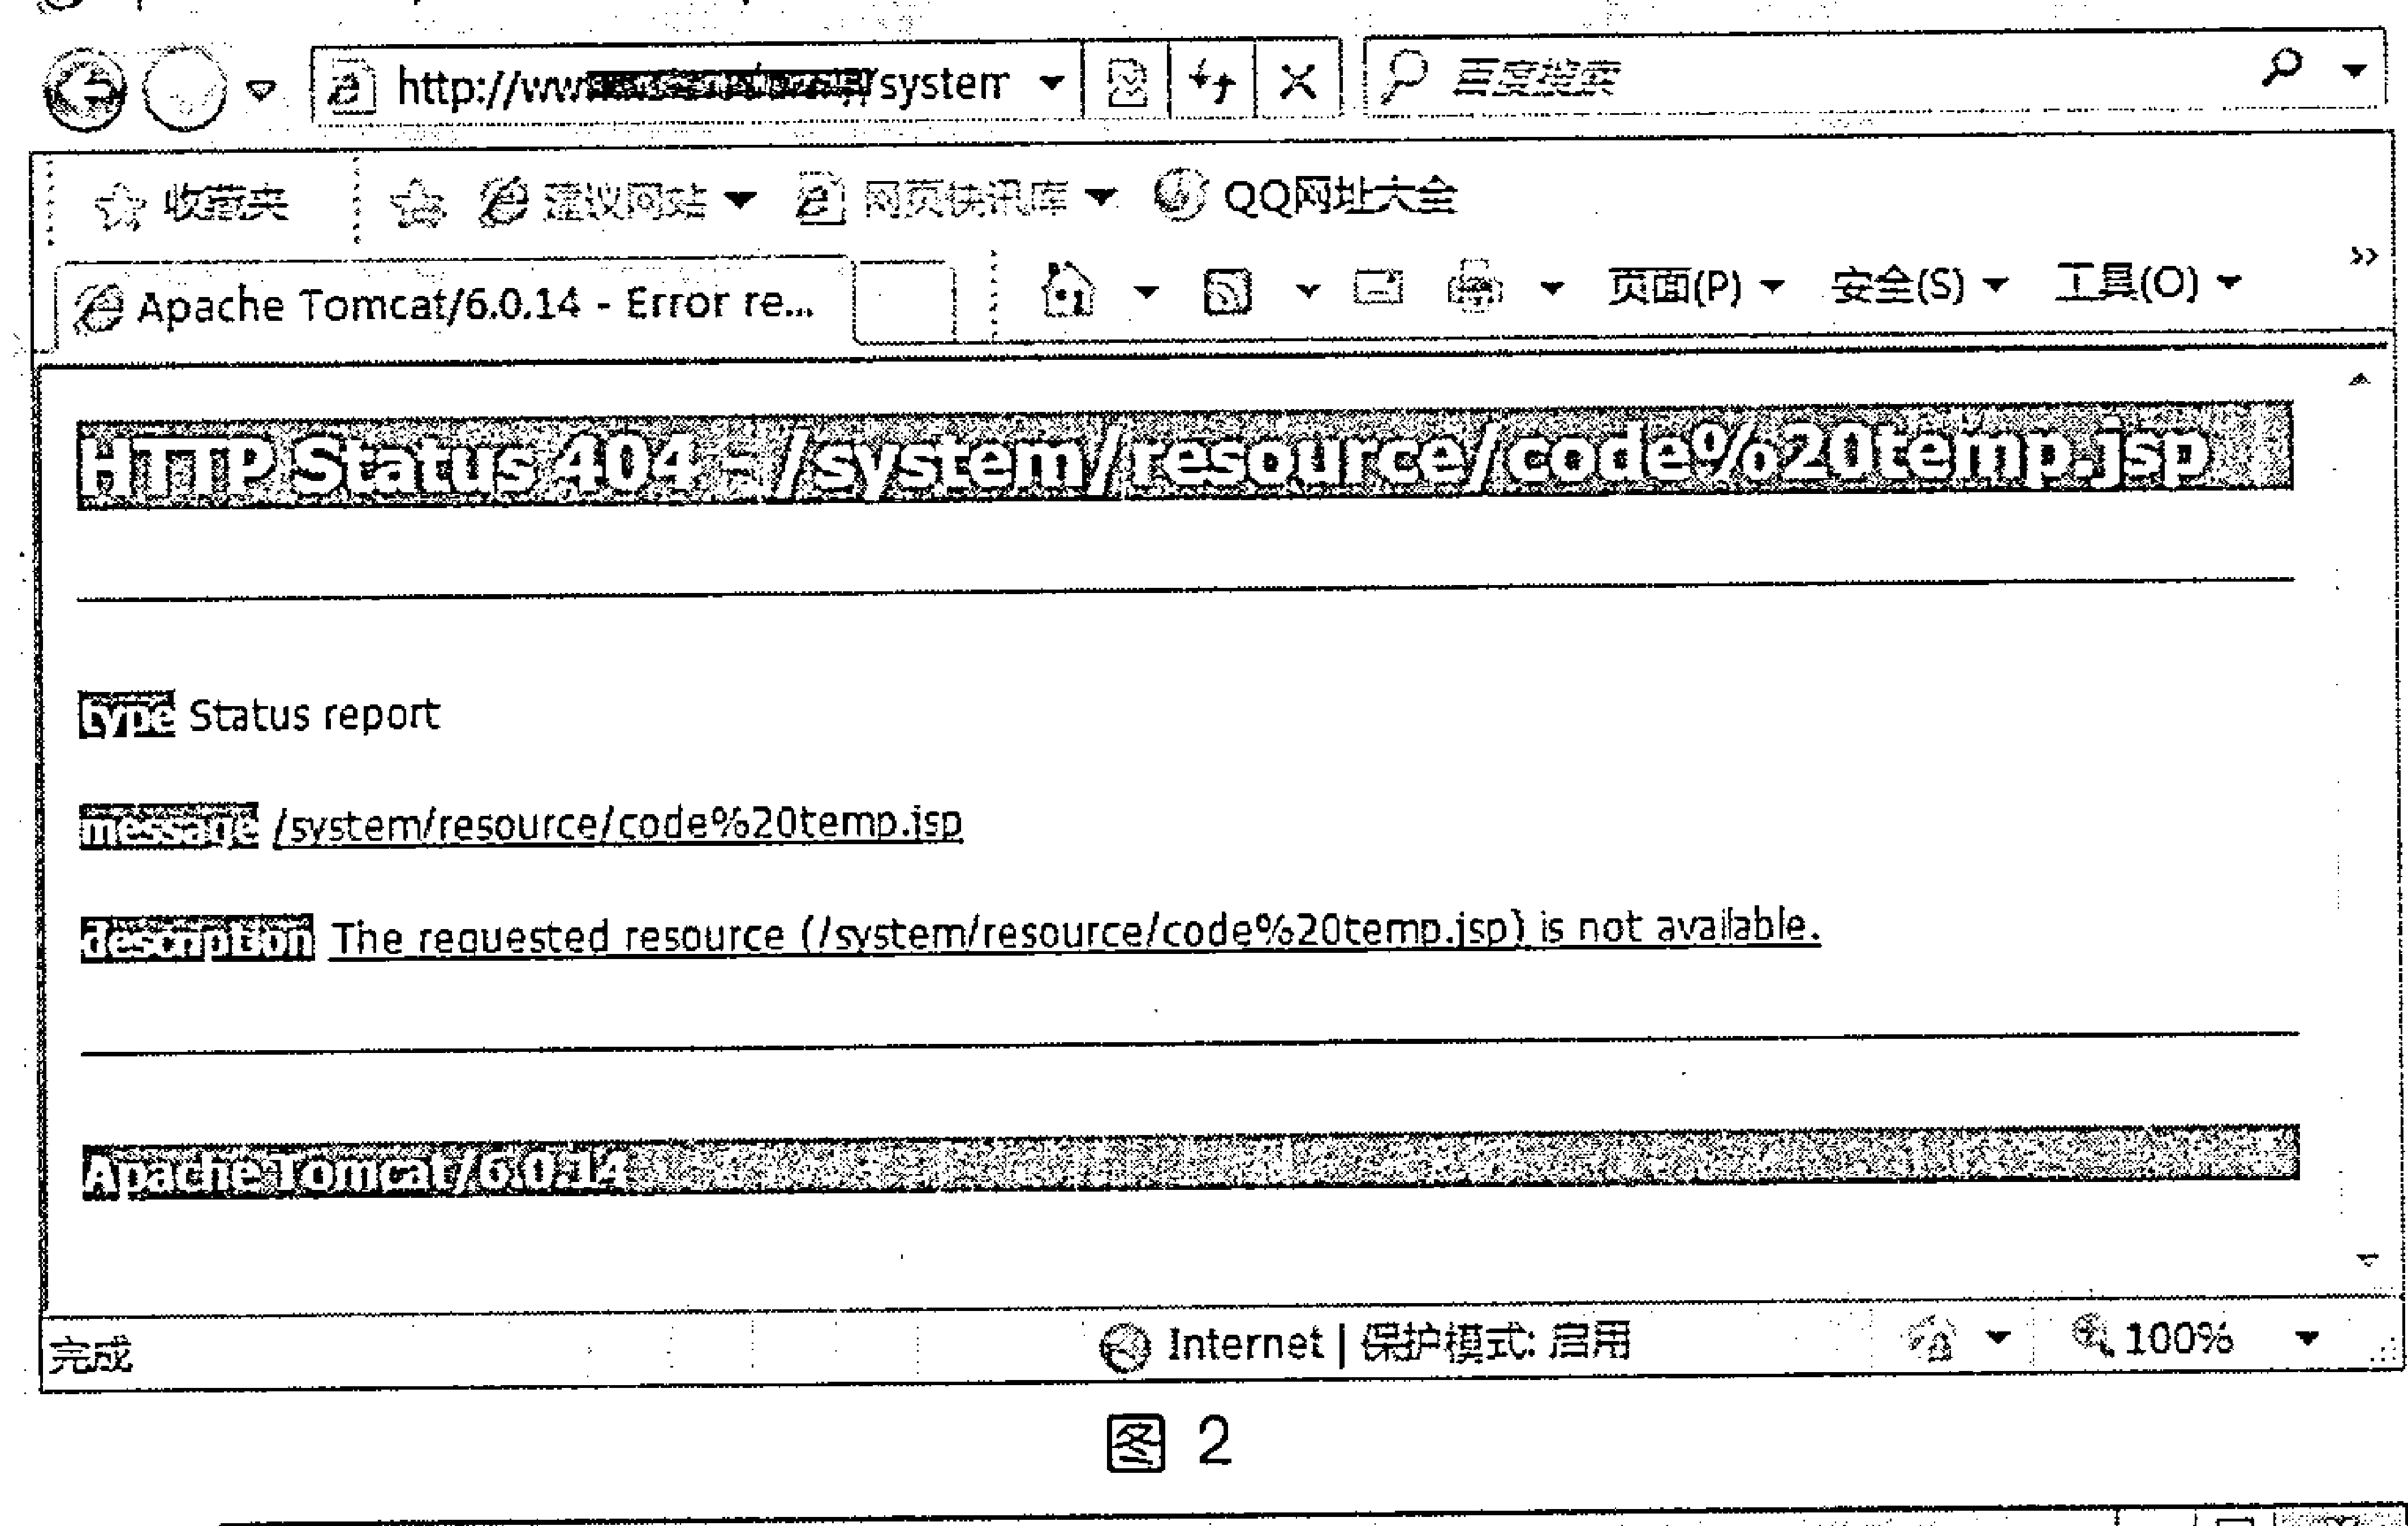 http://ww /system 百度搜索
收藏夹 建议网站 网页快讯库 QQ网址大全
Apache Tomcat/6.0.14 - Error re... 页面(P) 安全(S) 工具(O) »
HTTP Status 404 - /system/resource/code%20temp.jsp
type Status report
message /system/resource/code%20temp.jsp
description The requested resource (/system/resource/code%20temp.jsp) is not available.
Apache Tomcat/6.0.14
完成 Internet | 保护模式: 启用 100%
图 2